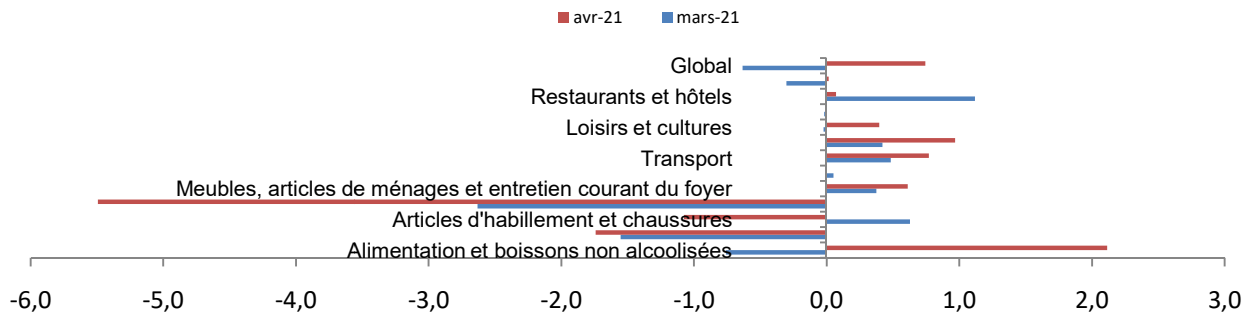 avr-21 mars-21
Global
Restaurants et hôtels
Loisirs et cultures
Transport
Meubles, articles de ménages et entretien courant du foyer
Articles d'habillement et chaussures
Alimentation et boissons non alcoolisées
-6,0 -5,0 -4,0 -3,0 -2,0 -1,0 0,0 1,0 2,0 3,0